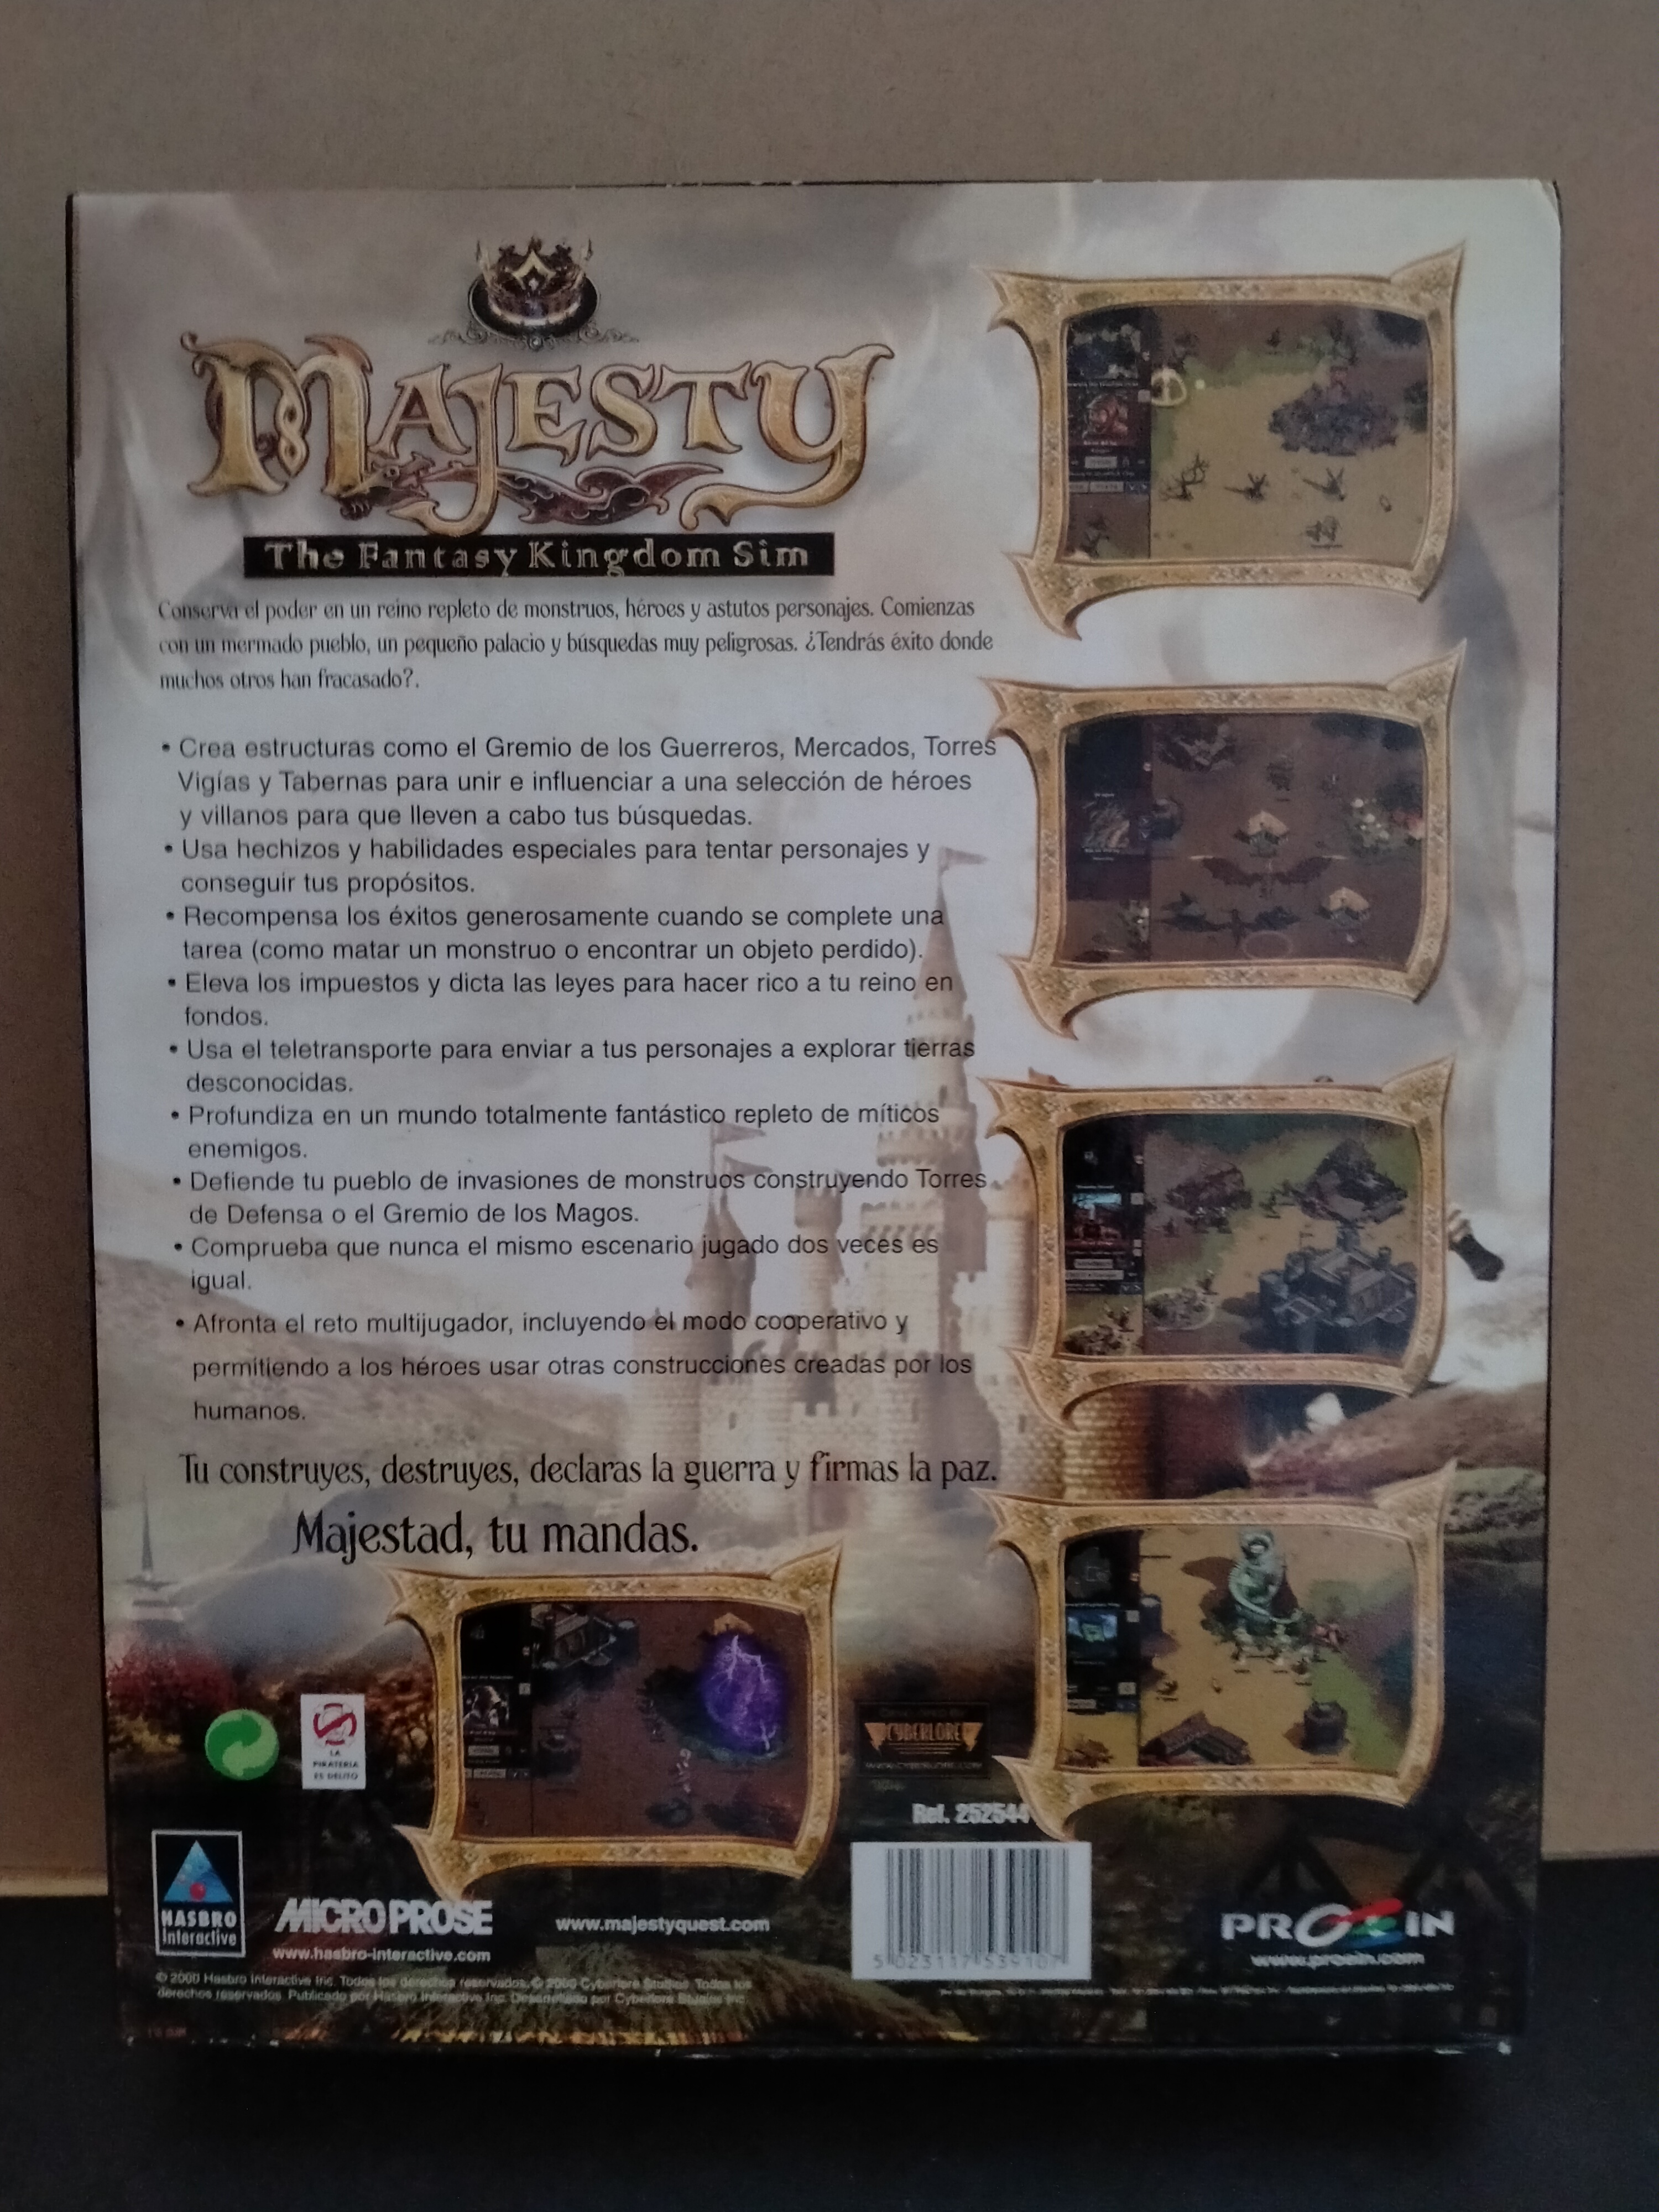 MAJESTY
The Fantasy Kingdom Sim
Conserva el poder en un reino repleto de monstruos, héroes y astutos personajes. Comienzas
con un mermado pueblo, un pequeño palacio y búsquedas muy peligrosas. ¿Tendrás éxito donde
muchos otros han fracasado?.
• Crea estructuras como el Gremio de los Guerreros, Mercados, Torres
Vigías y Tabernas para unir e influenciar a una selección de héroes
y villanos para que lleven a cabo tus búsquedas.
• Usa hechizos y habilidades especiales para tentar personajes y
conseguir tus propósitos.
• Recompensa los éxitos generosamente cuando se complete una
tarea (como matar un monstruo o encontrar un objeto perdido).
• Eleva los impuestos y dicta las leyes para hacer rico a tu reino en
fondos.
• Usa el teletransporte para enviar a tus personajes a explorar tierras
desconocidas.
• Profundiza en un mundo totalmente fantástico repleto de míticos
enemigos.
• Defiende tu pueblo de invasiones de monstruos construyendo Torres
de Defensa o el Gremio de los Magos.
• Comprueba que nunca el mismo escenario jugado dos veces es
igual.
• Afronta el reto multijugador, incluyendo el modo cooperativo y
permitiendo a los héroes usar otras construcciones creadas por los
humanos.
Tu construyes, destruyes, declaras la guerra y firmas la paz.
Majestad, tu mandas.
LA
PIRATERIA
ES DELITO
DEVELOPED BY
CYBERLORE
WWW.CYBERLORE.COM
Ref. 252544
HASBRO
Interactive
MICROPROSE
www.hasbro-interactive.com
www.majestyquest.com
5 023117 539107
PROEIN
www.proein.com
© 2000 Hasbro Interactive Inc. Todos los derechos reservados. © 2000 Cyberlore Studios. Todos los
derechos reservados. Publicado por Hasbro Interactive Inc. Desarrollado por Cyberlore Studios Inc.